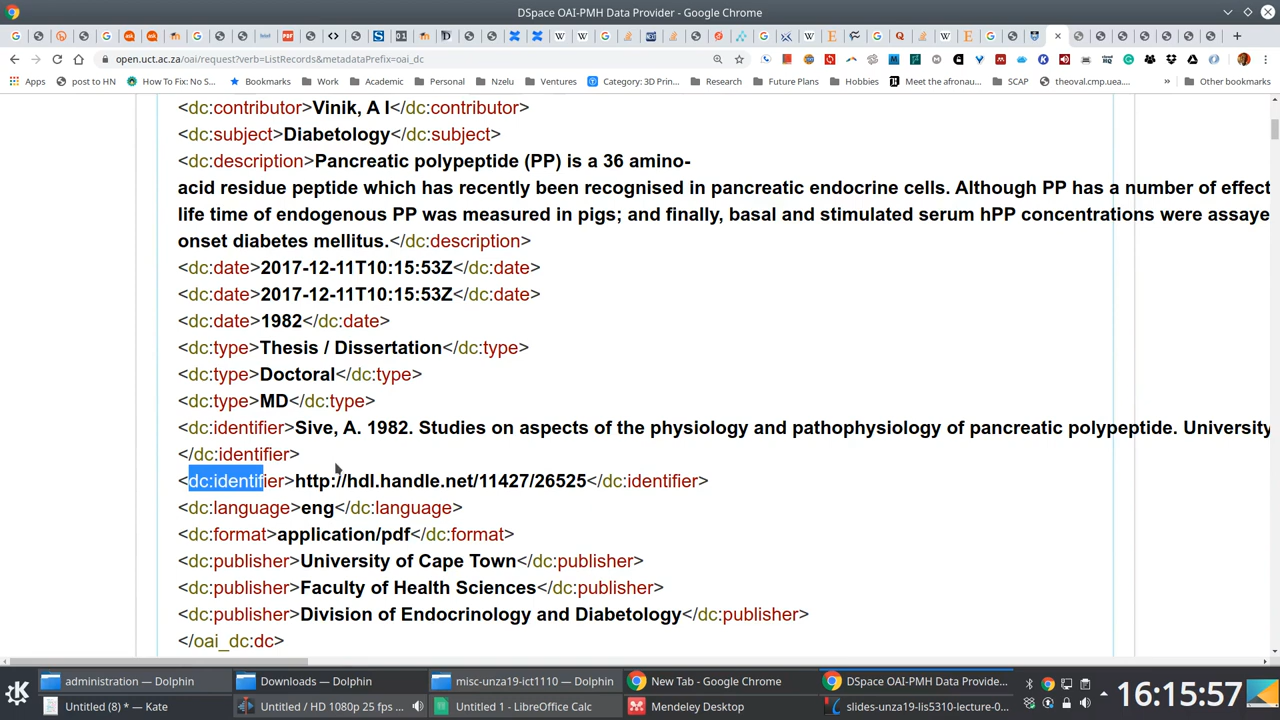 DSpace OAI-PMH Data Provider - Google Chrome
open.uct.ac.za/oai/request?verb=ListRecords&metadataPrefix=oai_dc
Apps post to HN How To Fix: No S... Bookmarks Work Academic Personal Nzelu Ventures Category: 3D Prin... Research Future Plans Hobbies Meet the afronau... SCAP theoval.cmp.uea.... » Other bookmarks
<dc:contributor>Vinik, A I</dc:contributor>
<dc:subject>Diabetology</dc:subject>
<dc:description>Pancreatic polypeptide (PP) is a 36 amino-
acid residue peptide which has recently been recognised in pancreatic endocrine cells. Although PP has a number of effect
life time of endogenous PP was measured in pigs; and finally, basal and stimulated serum hPP concentrations were assaye
onset diabetes mellitus.</dc:description>
<dc:date>2017-12-11T10:15:53Z</dc:date>
<dc:date>2017-12-11T10:15:53Z</dc:date>
<dc:date>1982</dc:date>
<dc:type>Thesis / Dissertation</dc:type>
<dc:type>Doctoral</dc:type>
<dc:type>MD</dc:type>
<dc:identifier>Sive, A. 1982. Studies on aspects of the physiology and pathophysiology of pancreatic polypeptide. University
</dc:identifier>
<dc:identifier>http://hdl.handle.net/11427/26525</dc:identifier>
<dc:language>eng</dc:language>
<dc:format>application/pdf</dc:format>
<dc:publisher>University of Cape Town</dc:publisher>
<dc:publisher>Faculty of Health Sciences</dc:publisher>
<dc:publisher>Division of Endocrinology and Diabetology</dc:publisher>
</oai_dc:dc>
administration — Dolphin Downloads — Dolphin misc-unza19-ict1110 — Dolphin New Tab - Google Chrome DSpace OAI-PMH Data Provide...
Untitled (8) * — Kate Untitled / HD 1080p 25 fps ... Untitled 1 - LibreOffice Calc Mendeley Desktop slides-unza19-lis5310-lecture-0...
16:15:57